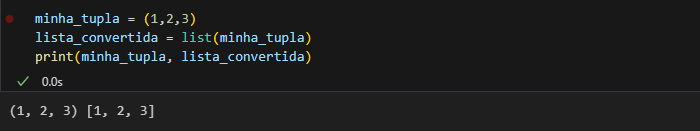 minha_tupla = (1,2,3)
lista_convertida = list(minha_tupla)
print(minha_tupla, lista_convertida)
0.0s
(1, 2, 3) [1, 2, 3]